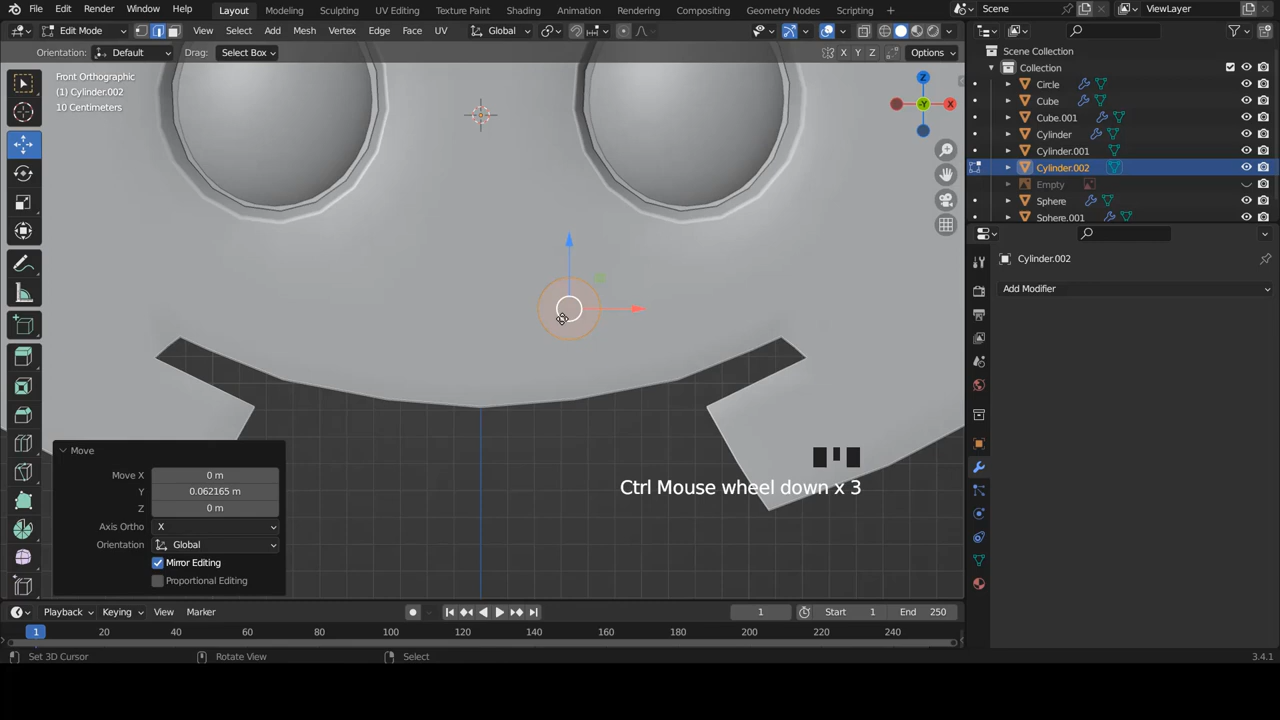 File Edit Render Window Help Layout Modeling Sculpting UV Editing Texture Paint Shading Animation Rendering Compositing Geometry Nodes Scripting Scene ViewLayer
Edit Mode View Select Add Mesh Vertex Edge Face UV Global
Orientation: Default Drag: Select Box X Y Z Options
Front Orthographic
(1) Cylinder.002
10 Centimeters
Z
Y
X
Scene Collection
Collection
Circle
Cube
Cube.001
Cylinder
Cylinder.001
Cylinder.002
Empty
Sphere
Sphere.001
Cylinder.002
Add Modifier
Move
Move X 0 m
Y 0.062165 m
Z 0 m
Axis Ortho X
Orientation Global
Mirror Editing
Proportional Editing
Ctrl Mouse wheel down x 3
Playback Keying View Marker 1 Start 1 End 250
1 20 40 60 80 100 120 140 160 180 200 220 240
Set 3D Cursor Rotate View Select 3.4.1